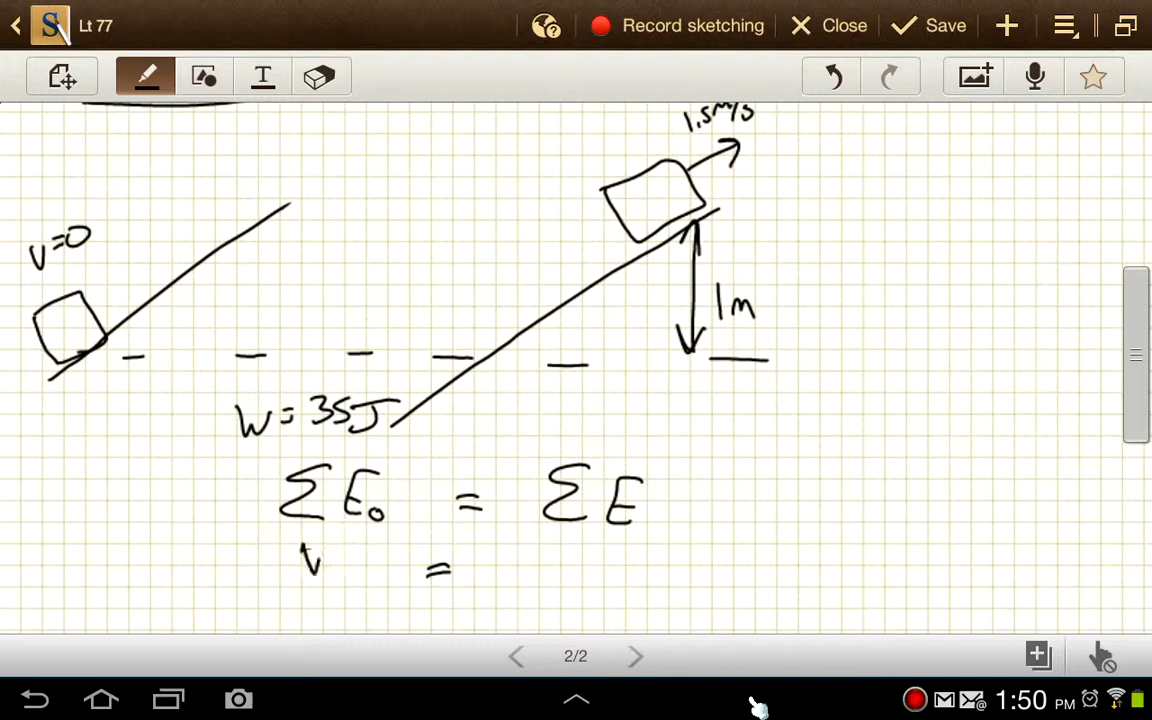 Lt 77
Record sketching
Close
Save
1.5m/s
v=0
1m
W = 35J
ΣE₀ = ΣE
=
2/2
1:50 PM